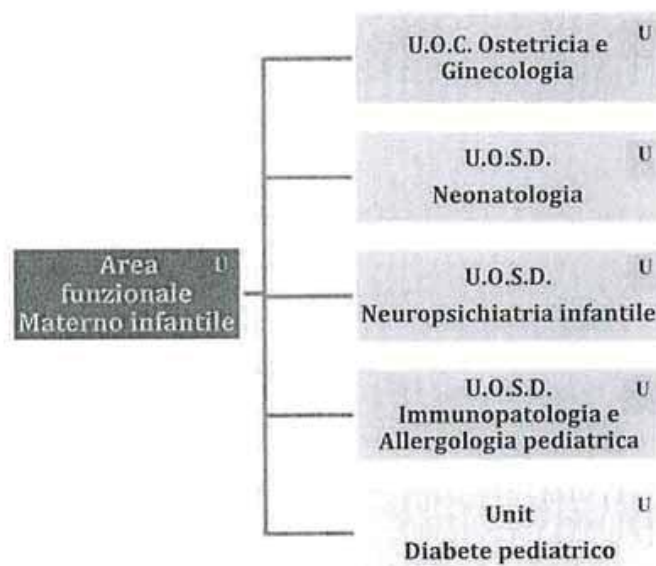 Area U
funzionale
Materno infantile
U.O.C. Ostetricia e U
Ginecologia
U.O.S.D. U
Neonatologia
U.O.S.D. U
Neuropsichiatria infantile
U.O.S.D. U
Immunopatologia e
Allergologia pediatrica
Unit U
Diabete pediatrico